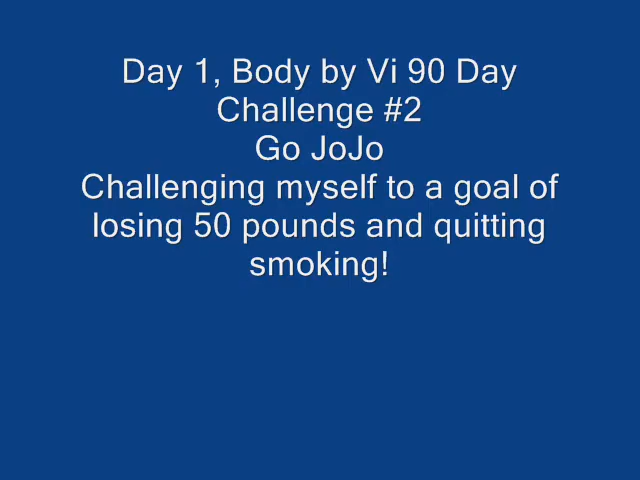 Day 1, Body by Vi 90 Day
Challenge #2
Go JoJo
Challenging myself to a goal of
losing 50 pounds and quitting
smoking!